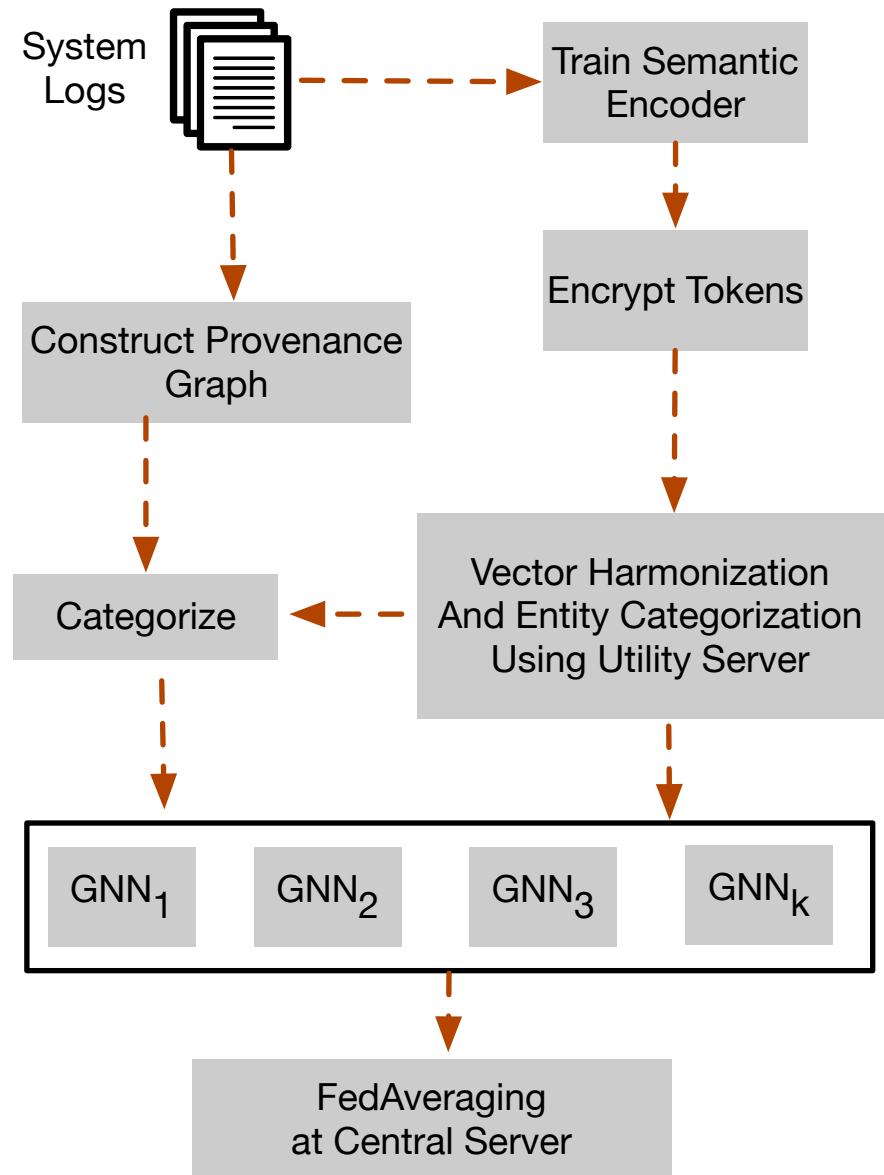 System
Logs
Train Semantic
Encoder
Encrypt Tokens
Construct Provenance
Graph
Vector Harmonization
And Entity Categorization
Using Utility Server
Categorize
GNN1 GNN2 GNN3 GNNk
FedAveraging
at Central Server